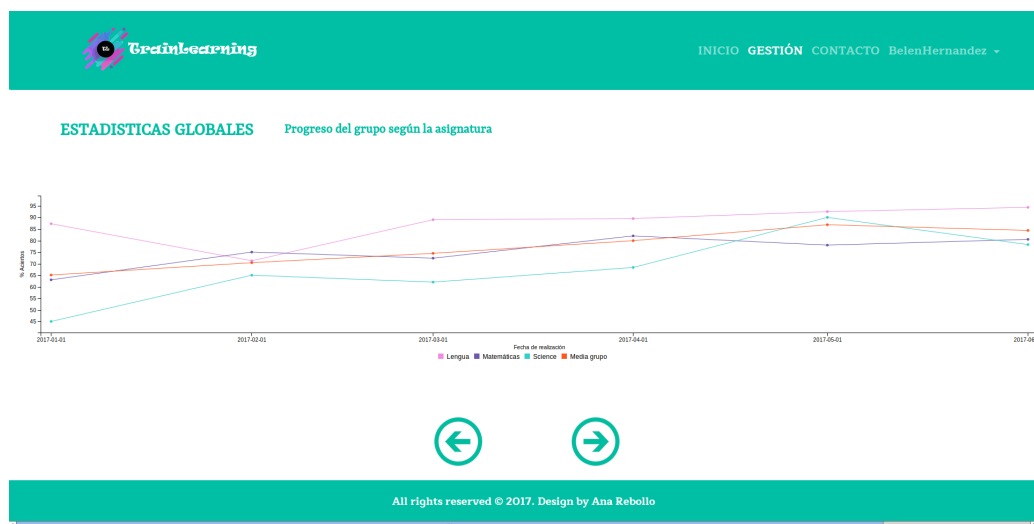 TrainLearning
INICIO GESTIÓN CONTACTO BelenHernandez
ESTADISTICAS GLOBALES
Progreso del grupo según la asignatura
% Aciertos
95
90
85
80
75
70
65
60
55
50
45
2017-01-01 2017-02-01 2017-03-01 2017-04-01 2017-05-01 2017-06
Fecha de realización
Lengua Matemáticas Science Media grupo
All rights reserved © 2017. Design by Ana Rebollo